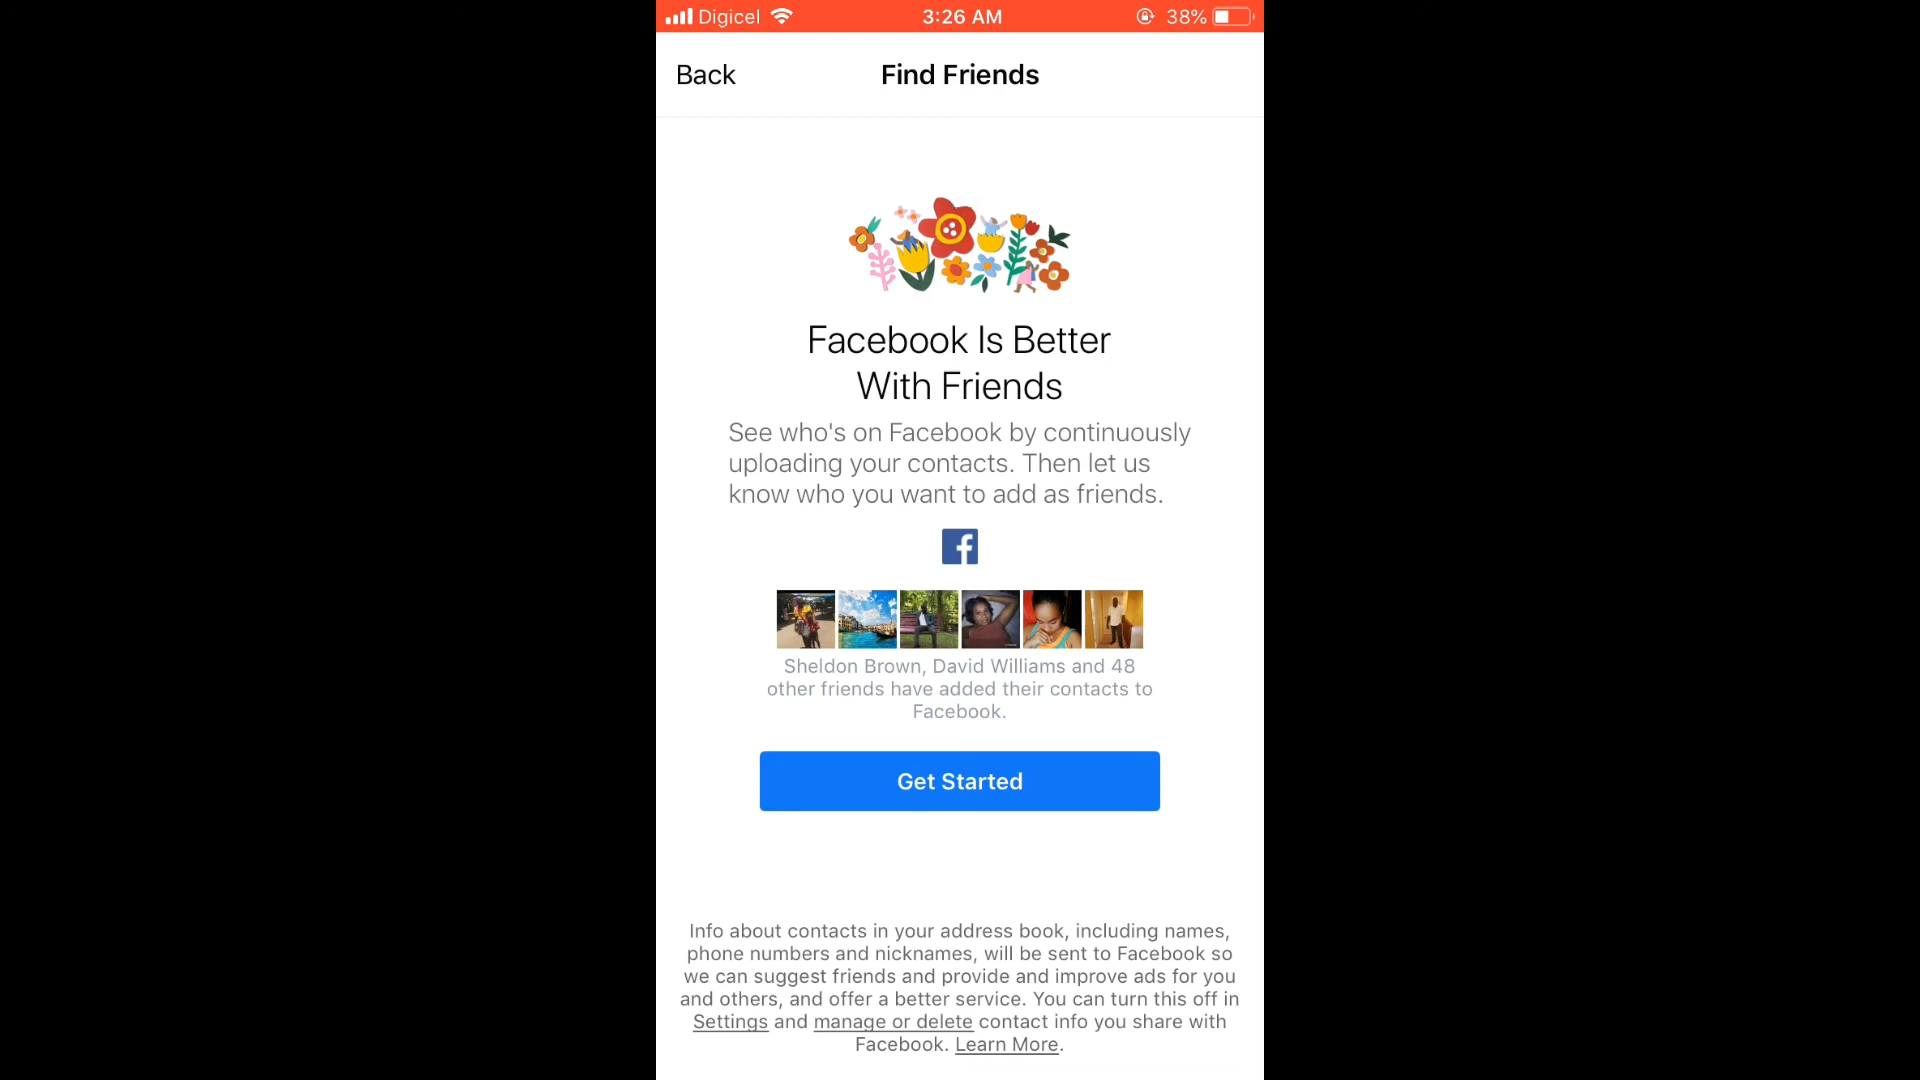 Digicel 3:26 AM 38%
Back Find Friends
Facebook Is Better
With Friends
See who's on Facebook by continuously
uploading your contacts. Then let us
know who you want to add as friends.
Sheldon Brown, David Williams and 48
other friends have added their contacts to
Facebook.
Get Started
Info about contacts in your address book, including names,
phone numbers and nicknames, will be sent to Facebook so
we can suggest friends and provide and improve ads for you
and others, and offer a better service. You can turn this off in
Settings and manage or delete contact info you share with
Facebook. Learn More.